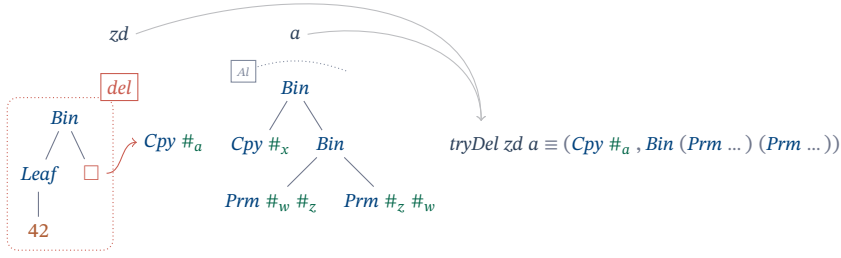 zd a
Al
del Bin
Bin
Cpy #a Cpy #x Bin tryDel zd a ≡ (Cpy #a , Bin (Prm ...) (Prm ...))
Leaf □
Prm #w #z Prm #z #w
42